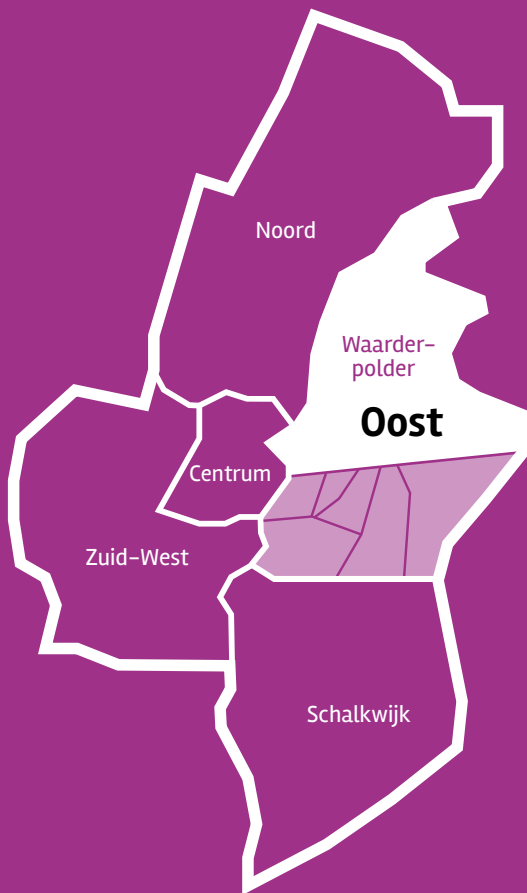 Noord
Waarder-
polder
Oost
Centrum
Zuid-West
Schalkwijk